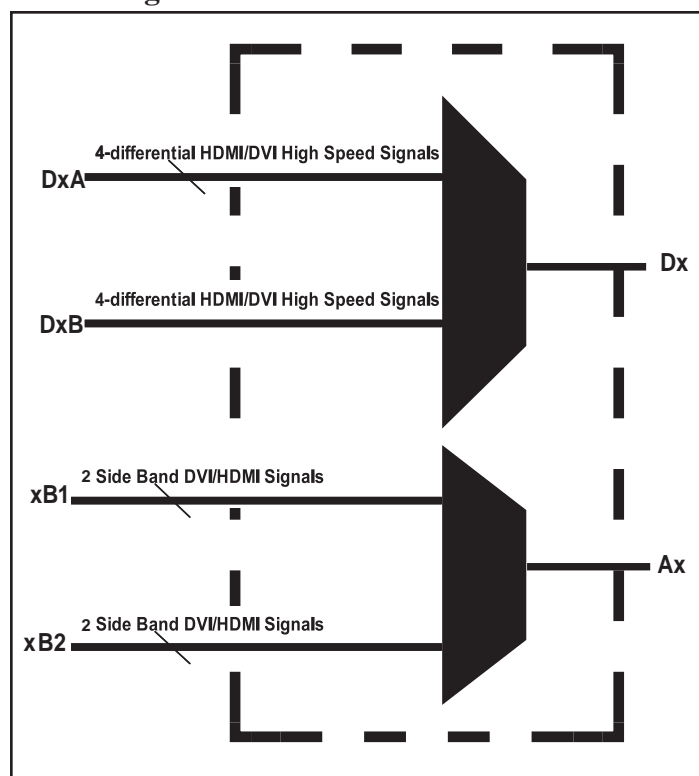 4-differential HDMI/DVI High Speed Signals
DxA
Dx
4-differential HDMI/DVI High Speed Signals
DxB
2 Side Band DVI/HDMI Signals
xB1
Ax
2 Side Band DVI/HDMI Signals
xB2